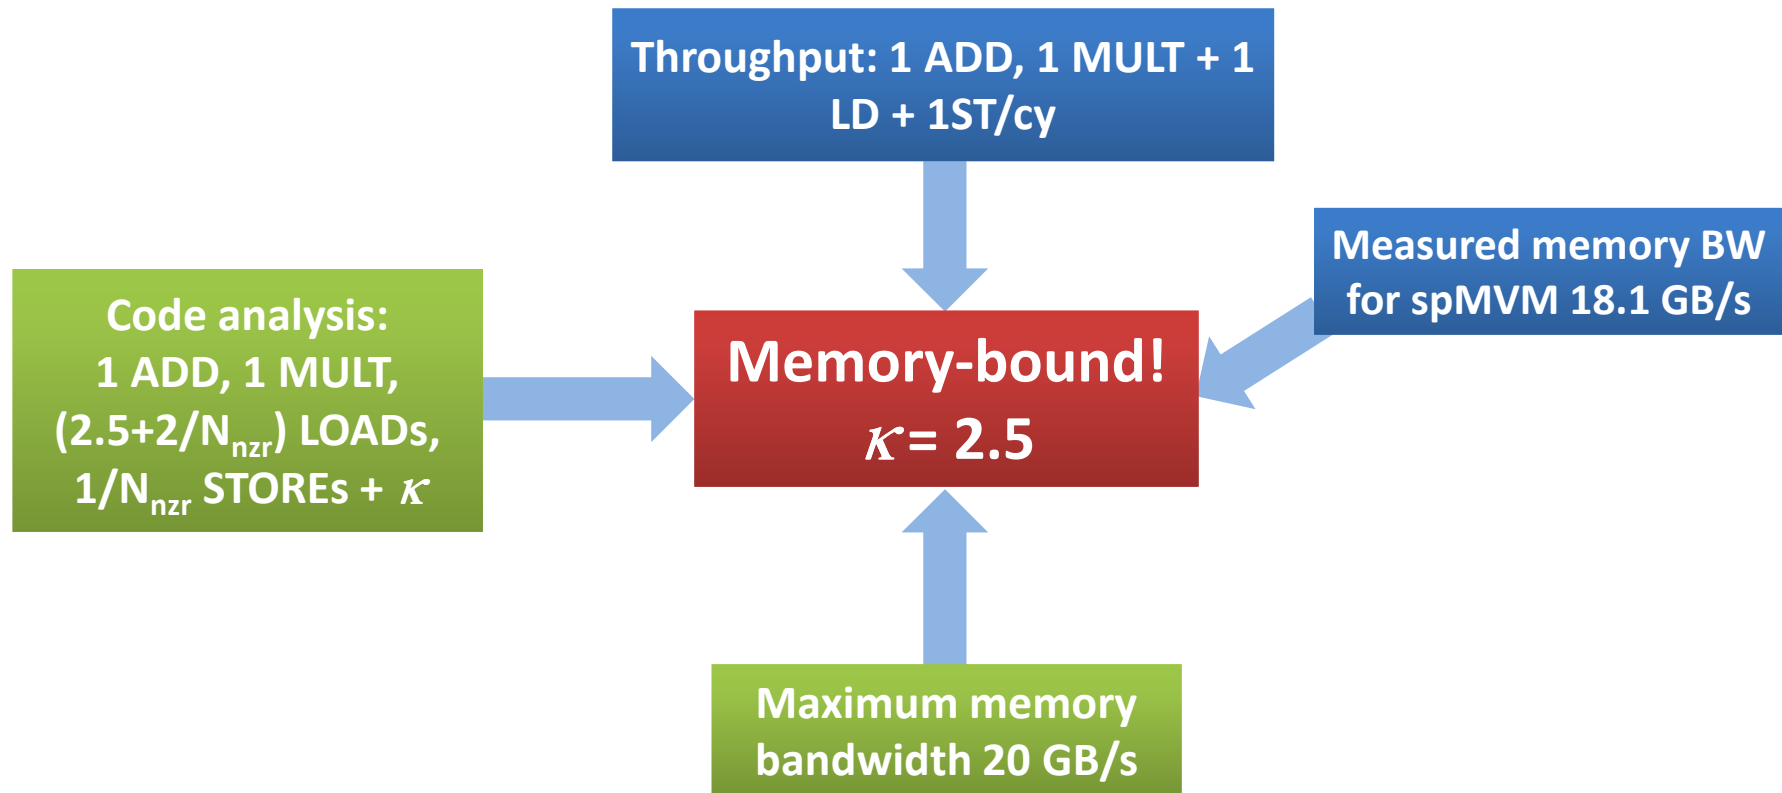 Throughput: 1 ADD, 1 MULT + 1
LD + 1ST/cy
Measured memory BW
for spMVM 18.1 GB/s
Code analysis:
1 ADD, 1 MULT,
(2.5+2/Nnzr) LOADs,
1/Nnzr STOREs + κ
Memory-bound!
κ = 2.5
Maximum memory
bandwidth 20 GB/s